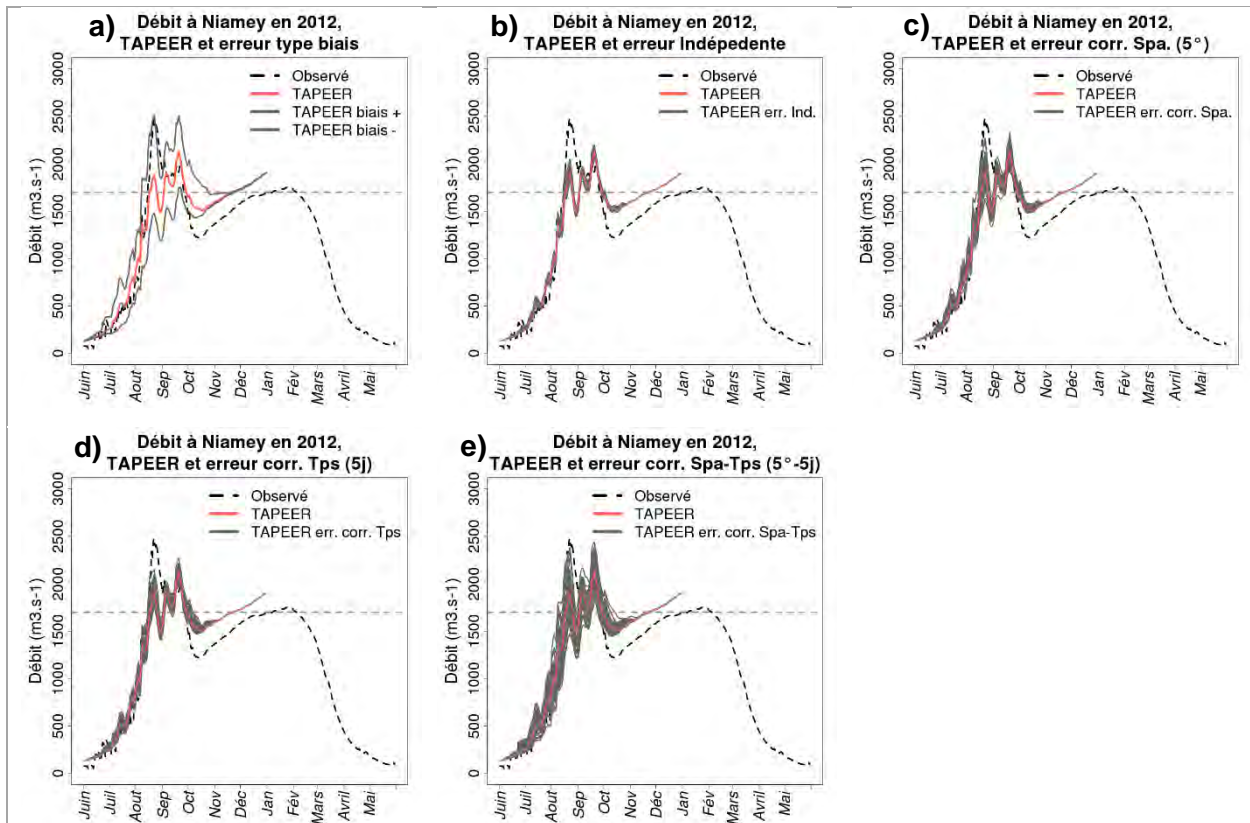 a) Débit à Niamey en 2012,
TAPEER et erreur type biais
Observé
TAPEER
TAPEER biais +
TAPEER biais -
Débit (m3.s-1)
3000
2500
2000
1500
1000
500
0
Juin Juil Aout Sep Oct Nov Déc Jan Fév Mars Avril Mai
b) Débit à Niamey en 2012,
TAPEER et erreur Indépedente
Observé
TAPEER
TAPEER err. Ind.
Débit (m3.s-1)
3000
2500
2000
1500
1000
500
0
Juin Juil Aout Sep Oct Nov Déc Jan Fév Mars Avril Mai
c) Débit à Niamey en 2012,
TAPEER et erreur corr. Spa. (5°)
Observé
TAPEER
TAPEER err. corr. Spa.
Débit (m3.s-1)
3000
2500
2000
1500
1000
500
0
Juin Juil Aout Sep Oct Nov Déc Jan Fév Mars Avril Mai
d) Débit à Niamey en 2012,
TAPEER et erreur corr. Tps (5j)
Observé
TAPEER
TAPEER err. corr. Tps
Débit (m3.s-1)
3000
2500
2000
1500
1000
500
0
Juin Juil Aout Sep Oct Nov Déc Jan Fév Mars Avril Mai
e) Débit à Niamey en 2012,
TAPEER et erreur corr. Spa-Tps (5°-5j)
Observé
TAPEER
TAPEER err. corr. Spa-Tps
Débit (m3.s-1)
3000
2500
2000
1500
1000
500
0
Juin Juil Aout Sep Oct Nov Déc Jan Fév Mars Avril Mai